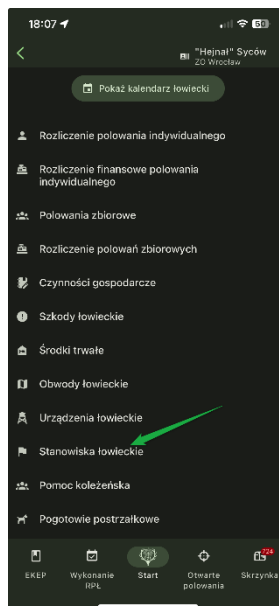 18:07
50
"Hejnał" Syców
ZO Wrocław
Pokaż kalendarz łowiecki
Rozliczenie polowania indywidualnego
Rozliczenie finansowe polowania
indywidualnego
Polowania zbiorowe
Rozliczenie polowań zbiorowych
Czynności gospodarcze
Szkody łowieckie
Środki trwałe
Obwody łowieckie
Urządzenia łowieckie
Stanowiska łowieckie
Pomoc koleżeńska
Pogotowie postrzałkowe
724
EKEP Wykonanie Start Otwarte Skrzynka
RPŁ polowania